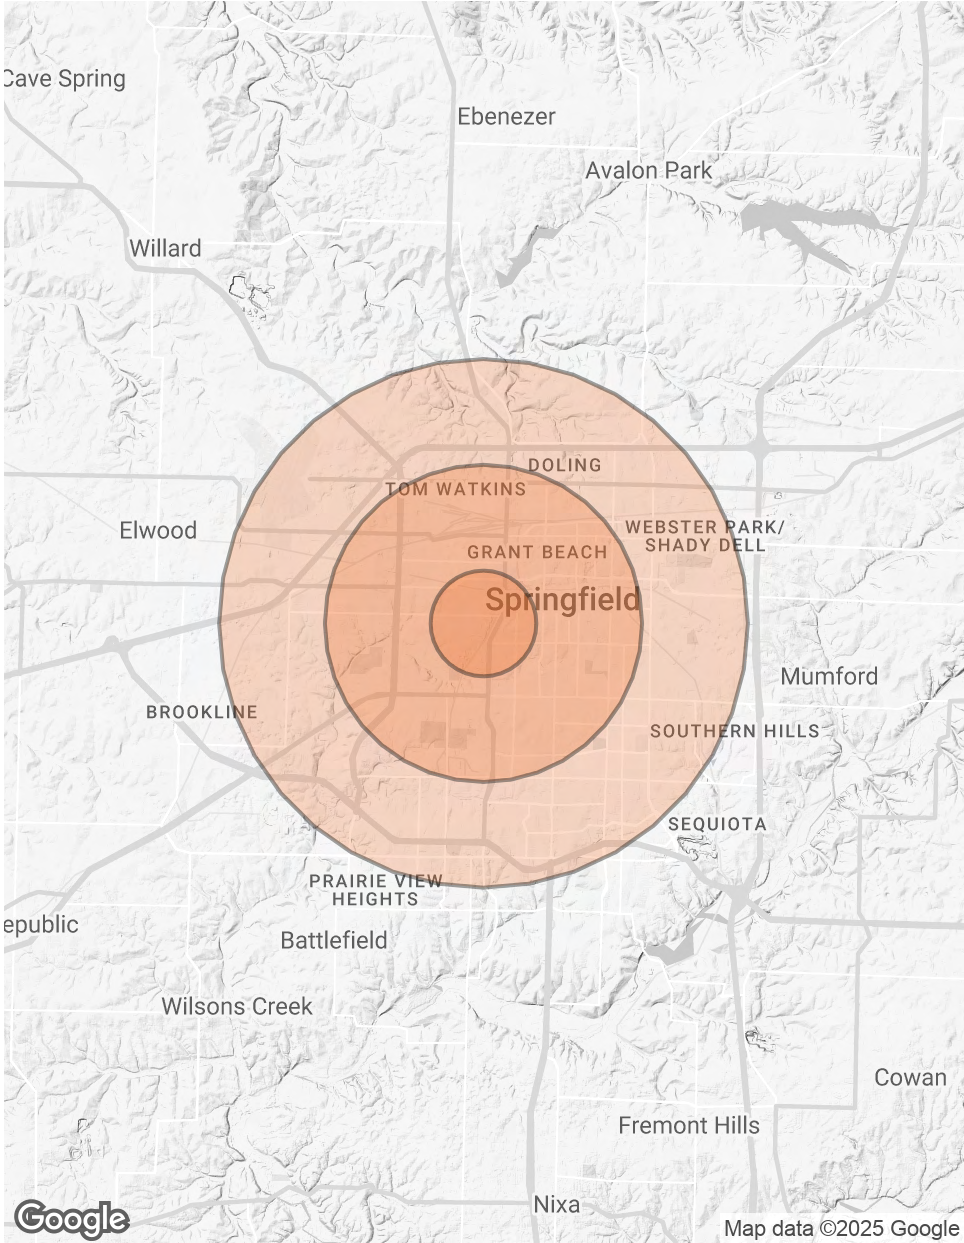 Cave Spring
Ebenezer
Avalon Park
Willard
DOLING
TOM WATKINS
Elwood
WEBSTER PARK/
SHADY DELL
GRANT BEACH
Springfield
Mumford
BROOKLINE
SOUTHERN HILLS
SEQUIOTA
PRAIRIE VIEW
HEIGHTS
epublic
Battlefield
Wilsons Creek
Cowan
Fremont Hills
Nixa
Google
Map data ©2025 Google